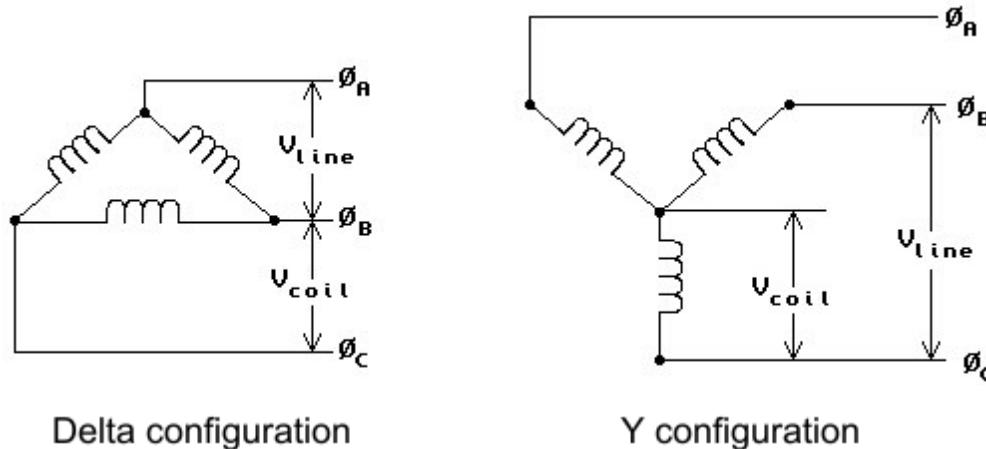 ØA
Vline
ØB
Vcoil
ØC
Delta configuration
ØA
ØB
Vline
Vcoil
ØC
Y configuration